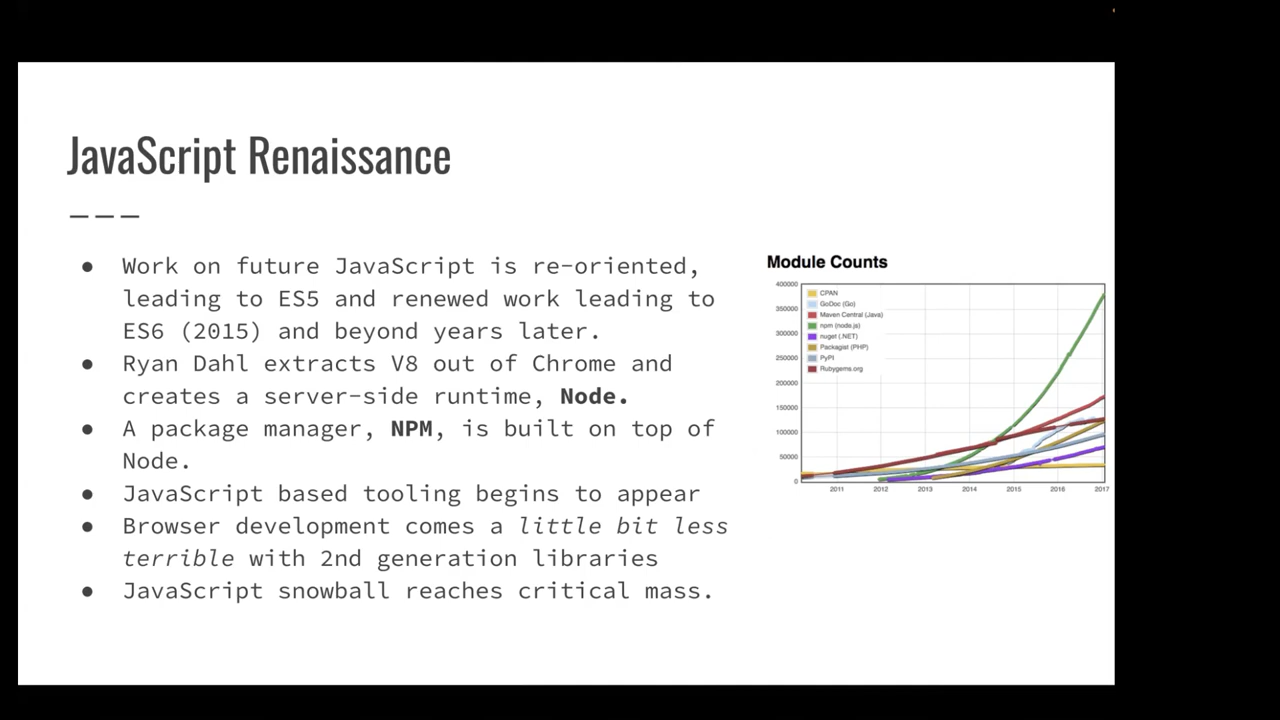 JavaScript Renaissance
———
● Work on future JavaScript is re-oriented,
leading to ES5 and renewed work leading to
ES6 (2015) and beyond years later.
● Ryan Dahl extracts V8 out of Chrome and
creates a server-side runtime, Node.
● A package manager, NPM, is built on top of
Node.
● JavaScript based tooling begins to appear
● Browser development comes a little bit less
terrible with 2nd generation libraries
● JavaScript snowball reaches critical mass.
Module Counts
400000
350000
300000
250000
200000
150000
100000
50000
0
CPAN
GoDoc (Go)
Maven Central (Java)
npm (node.js)
nuget (.NET)
Packagist (PHP)
PyPI
Rubygems.org
2011 2012 2013 2014 2015 2016 2017